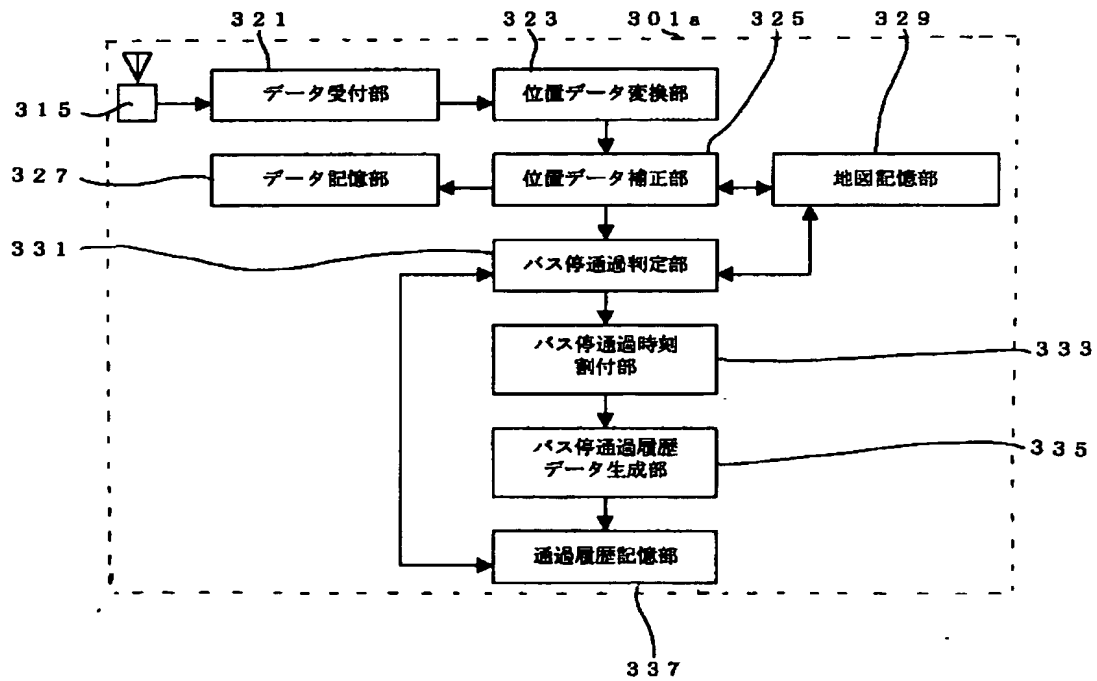 ３２１
３２３
３０１a
３２５
３２９
データ受付部
位置データ変換部
３１５
３２７
データ記憶部
位置データ補正部
地図記憶部
３３１
バス停通過判定部
バス停通過時刻
割付部
３３３
バス停通過履歴
データ生成部
３３５
通過履歴記憶部
３３７